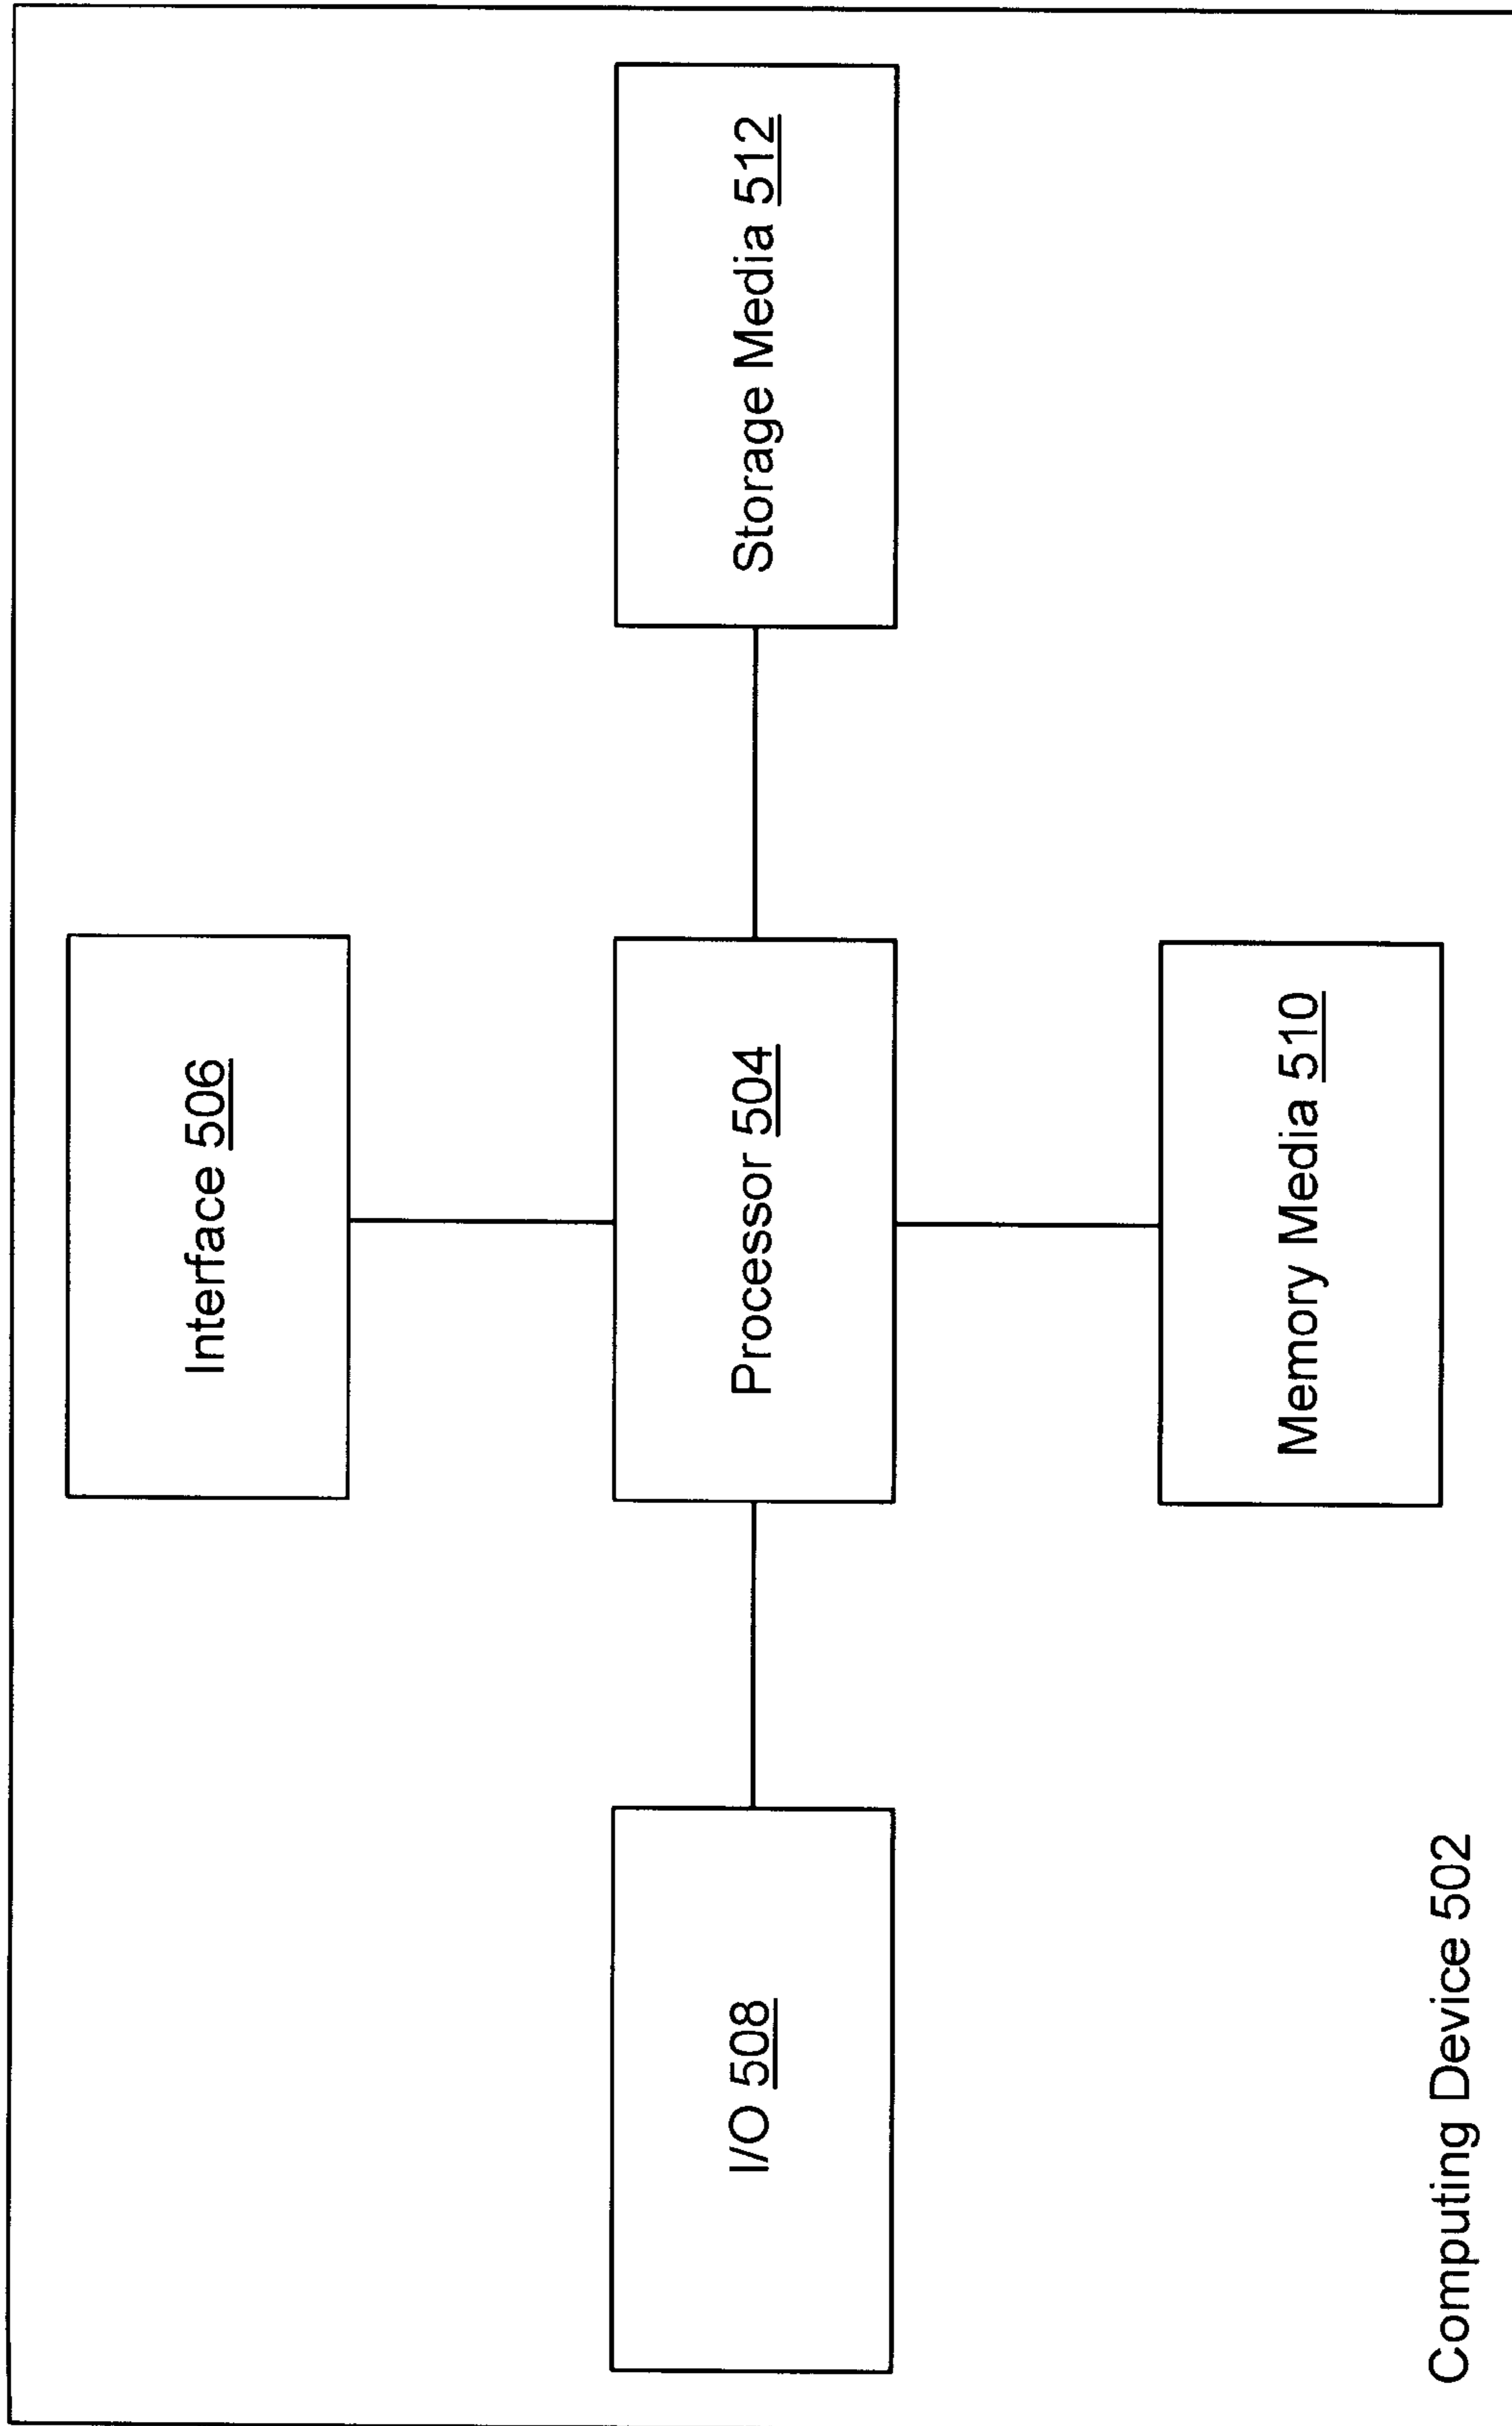 Interface 506
I/O 508
Processor 504
Storage Media 512
Memory Media 510
Computing Device 502